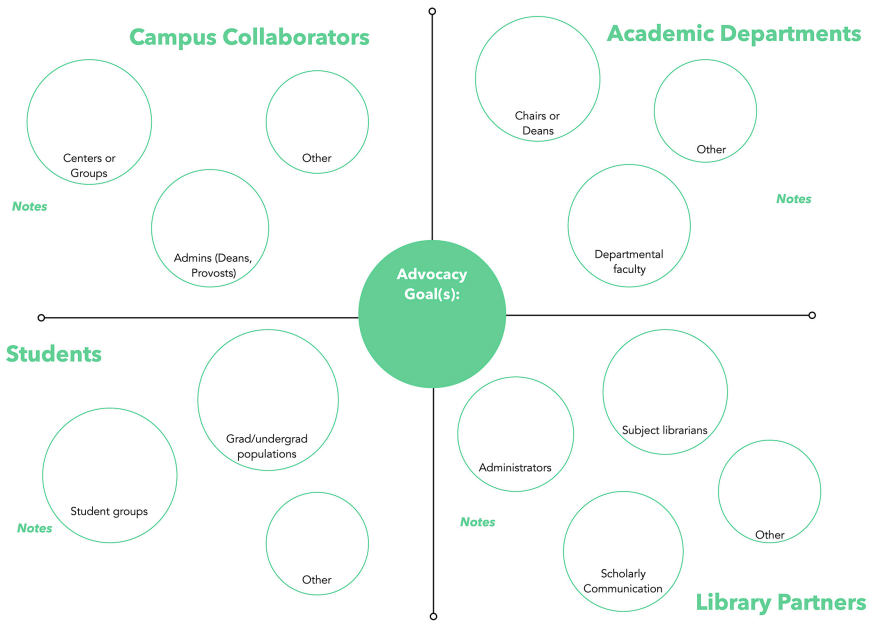 Campus Collaborators
Centers or
Groups
Other
Admins (Deans,
Provosts)
Notes
Academic Departments
Chairs or
Deans
Other
Departmental
faculty
Notes
Advocacy
Goal(s):
Students
Grad/undergrad
populations
Student groups
Other
Notes
Subject librarians
Administrators
Other
Scholarly
Communication
Notes
Library Partners